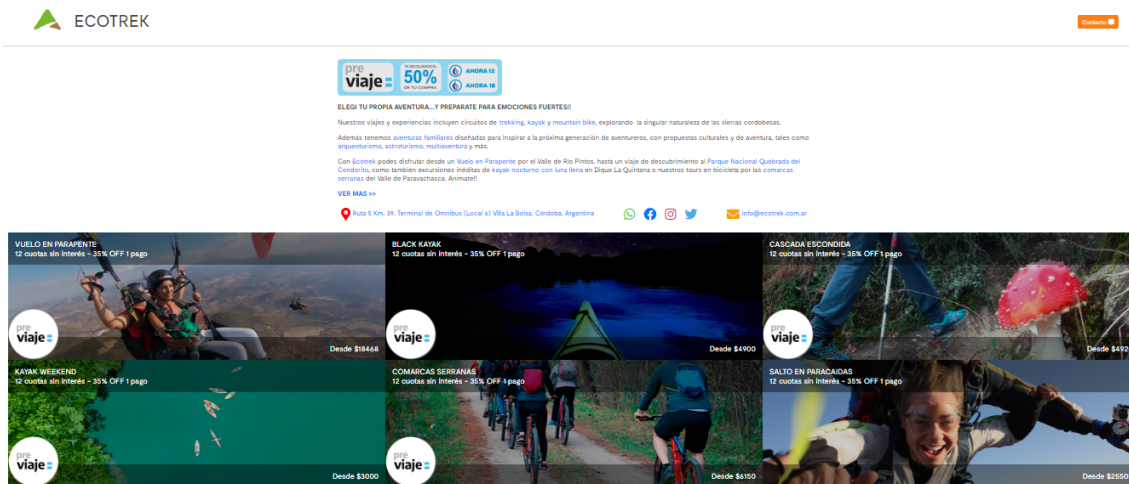 ECOTREK
Contacto
pre
viaje
50%
DE TU COMPRA
AHORA 12
AHORA 18
ELEGI TU PROPIA AVENTURA...Y PREPARATE PARA EMOCIONES FUERTES!!
Nuestros viajes y experiencias incluyen circuitos de trekking, kayak y mountain bike, explorando la singular naturaleza de las sierras cordobesas.
Además tenemos aventuras familiares diseñadas para inspirar a la próxima generación de aventureros, con propuestas culturales y de aventura, tales como
arqueoturismo, astroturismo, multiaventura y más.
Con Ecotrek podes disfrutar desde un Vuelo en Parapente por el Valle de Rio Pintos, hasta un viaje de descubrimiento al Parque Nacional Quebrada del
Condorito, como también excursiones inéditas de kayak nocturno con luna llena en Dique La Quintana o nuestros tours en bicicleta por las comarcas
serranas del Valle de Paravachasca. Animate!!
VER MAS >>
Ruta 5 Km. 39. Terminal de Omnibus (Local 6) Villa La Bolsa, Córdoba, Argentina
info@ecotrek.com.ar
VUELO EN PARAPENTE
12 cuotas sin interés - 35% OFF 1 pago
pre
viaje
Desde $18468
BLACK KAYAK
12 cuotas sin interés - 35% OFF 1 pago
pre
viaje
Desde $4900
CASCADA ESCONDIDA
12 cuotas sin interés - 35% OFF 1 pago
pre
viaje
Desde $492
KAYAK WEEKEND
12 cuotas sin interés - 35% OFF 1 pago
pre
viaje
Desde $3000
COMARCAS SERRANAS
12 cuotas sin interés - 35% OFF 1 pago
pre
viaje
Desde $6150
SALTO EN PARACAIDAS
12 cuotas sin interés - 35% OFF 1 pago
Desde $2550